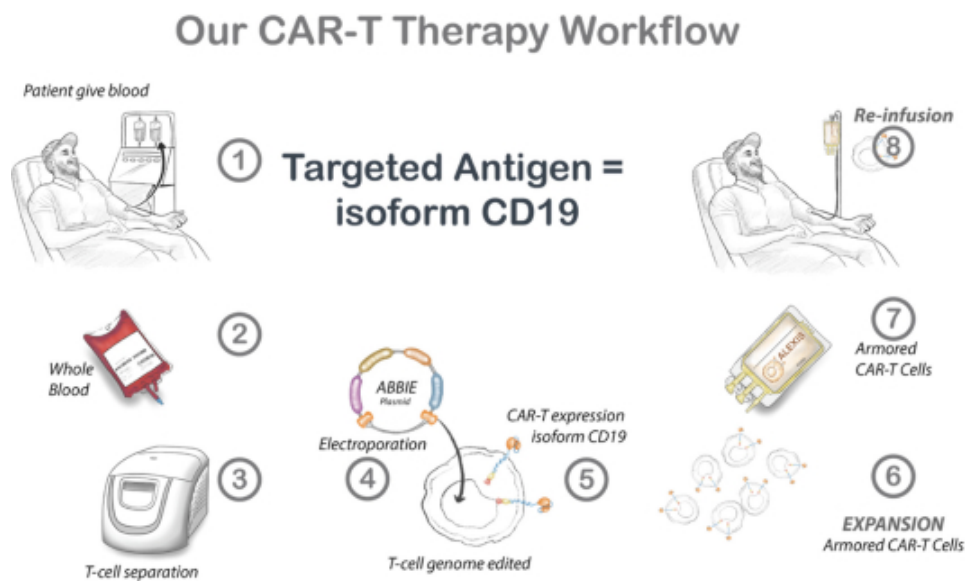 Our CAR-T Therapy Workflow
Patient give blood
1
Targeted Antigen =
isoform CD19
Re-infusion
8
2
Whole
Blood
3
T-cell separation
ABBIE
Plasmid
Electroporation
4
CAR-T expression
isoform CD19
5
T-cell genome edited
7
ALEXIS
Armored
CAR-T Cells
6
EXPANSION
Armored CAR-T Cells